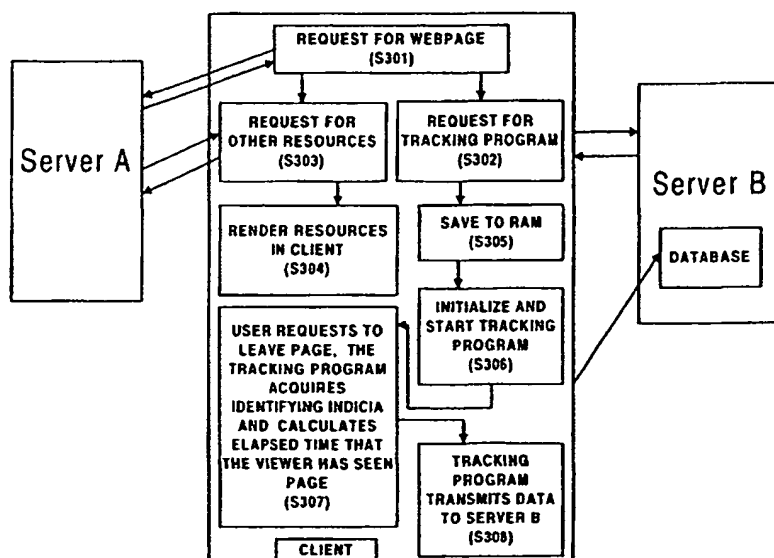 REQUEST FOR WEBPAGE
(S301)
Server A
REQUEST FOR
OTHER RESOURCES
(S303)
REQUEST FOR
TRACKING PROGRAM
(S302)
Server B
DATABASE
RENDER RESOURCES
IN CLIENT
(S304)
SAVE TO RAM
(S305)
INITIALIZE AND
START TRACKING
PROGRAM
(S306)
USER REQUESTS TO
LEAVE PAGE, THE
TRACKING PROGRAM
ACQUIRES
IDENTIFYING INDICIA
AND CALCULATES
ELAPSED TIME THAT
THE VIEWER HAS SEEN
PAGE
(S307)
TRACKING
PROGRAM
TRANSMITS DATA
TO SERVER B
(S308)
CLIENT